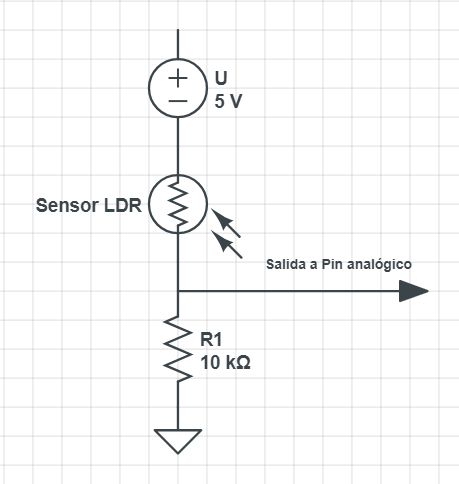 +
−
U
5 V
Sensor LDR
Salida a Pin analógico
R1
10 kΩ